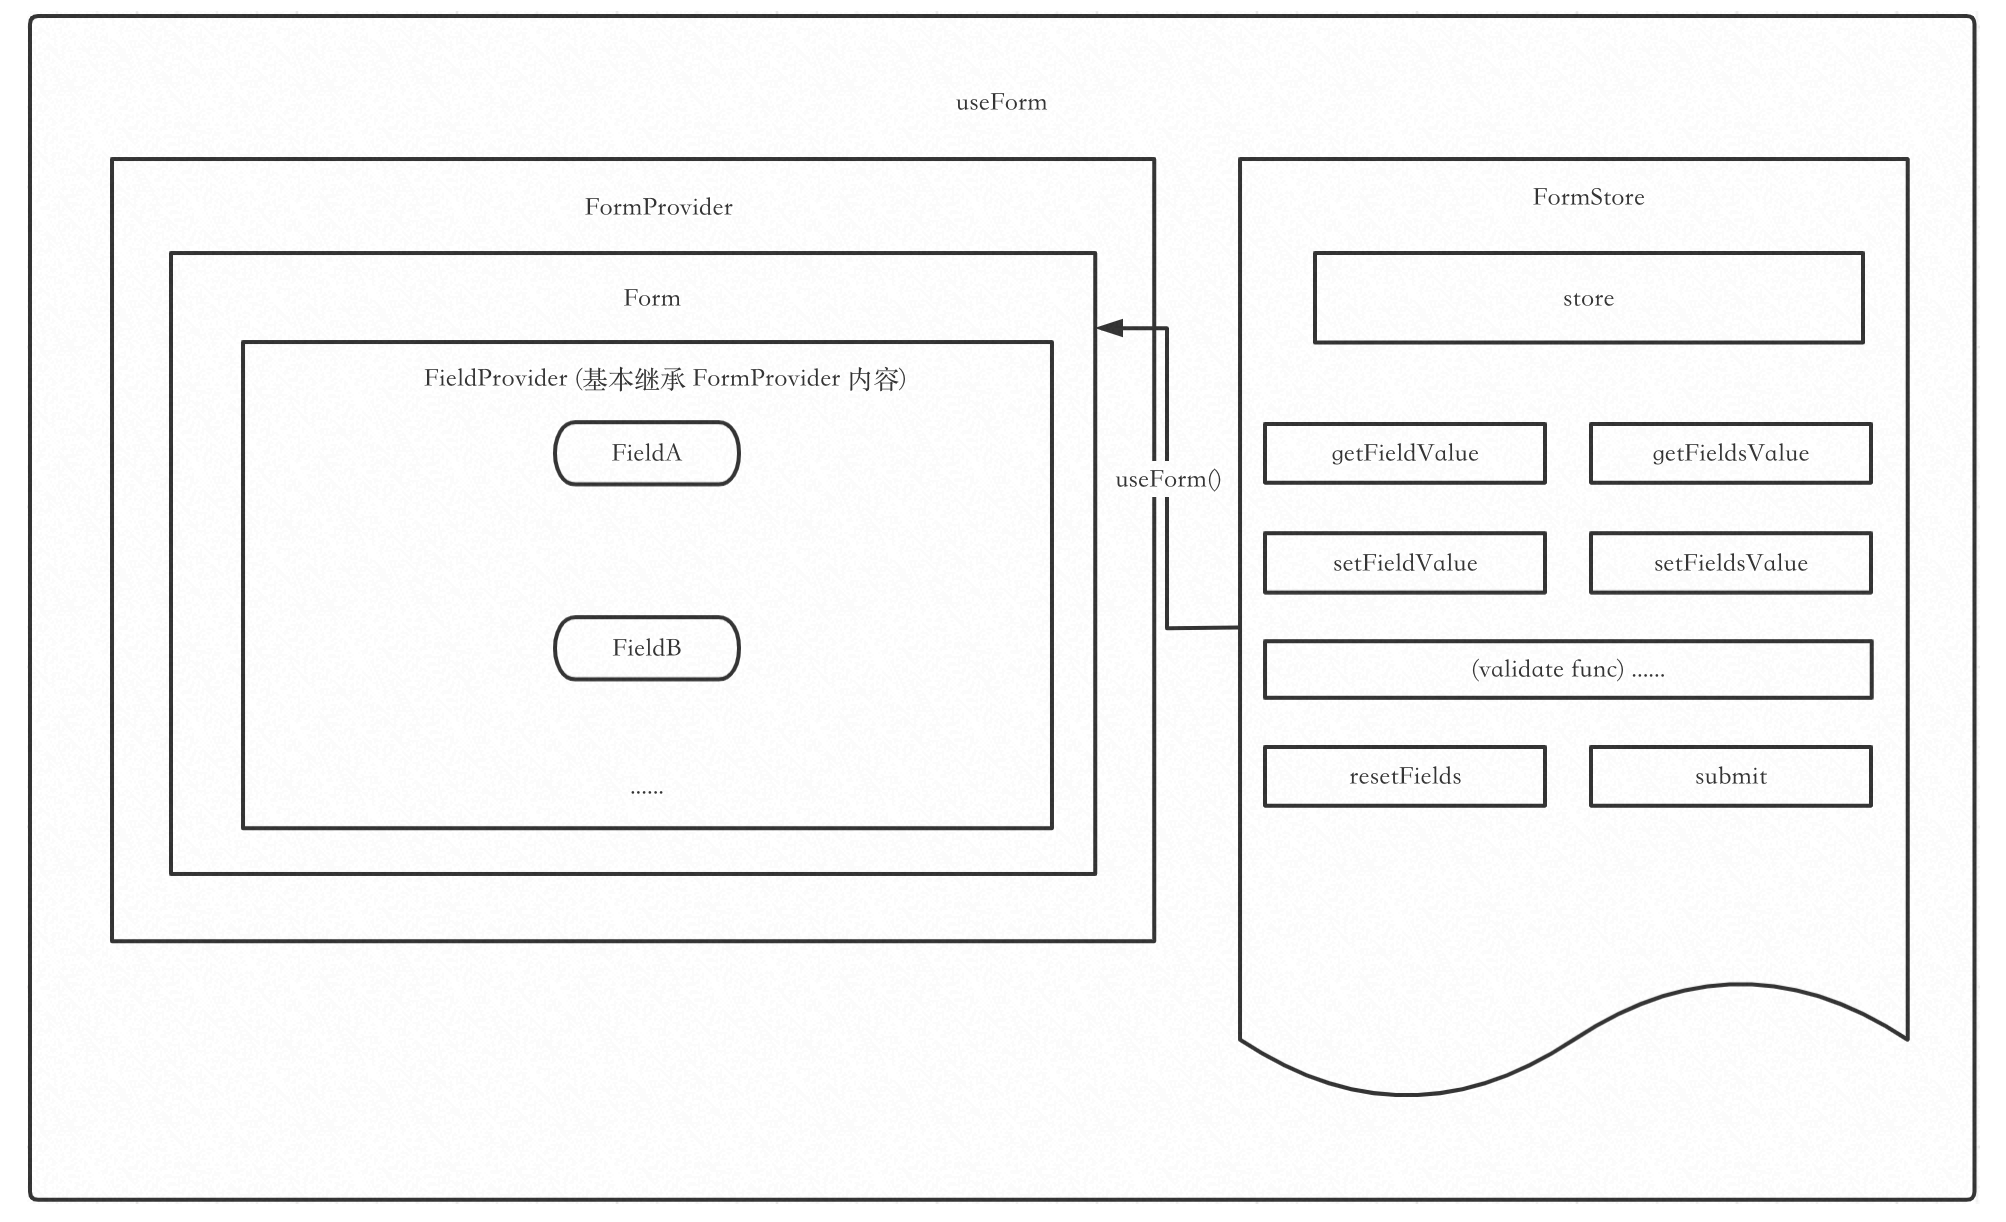 useForm
FormProvider
Form
FieldProvider (基本继承 FormProvider 内容)
FieldA
FieldB
......
useForm()
FormStore
store
getFieldValue
getFieldsValue
setFieldValue
setFieldsValue
(validate func) ......
resetFields
submit